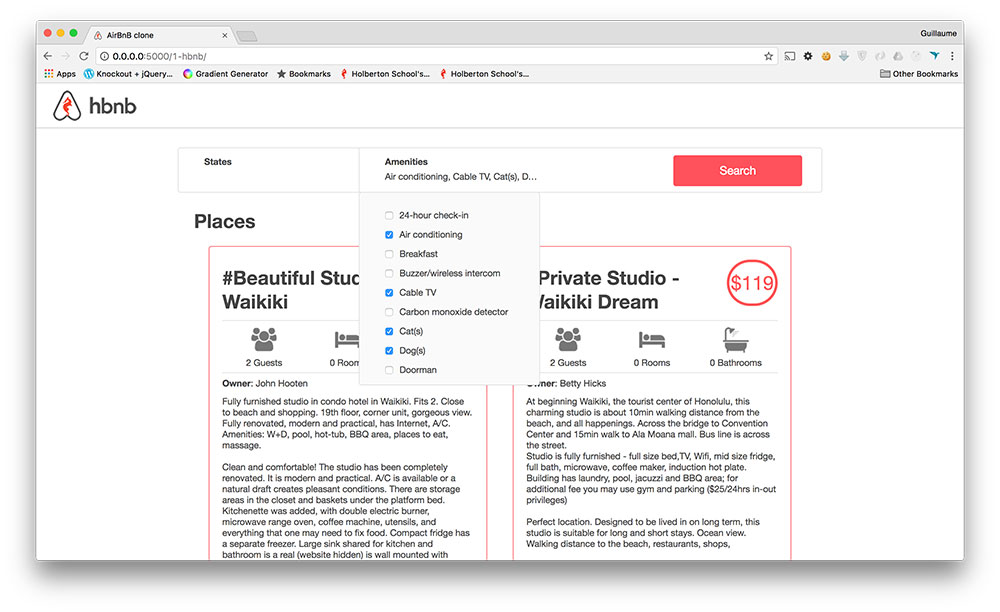 AirBnB clone
Guillaume
0.0.0.0:5000/1-hbnb/
Apps Knockout + jQuery... Gradient Generator Bookmarks Holberton School's... Holberton School's... Other Bookmarks
hbnb
States
Amenities
Air conditioning, Cable TV, Cat(s), D...
Search
24-hour check-in
Air conditioning
Breakfast
Buzzer/wireless intercom
Cable TV
Carbon monoxide detector
Cat(s)
Dog(s)
Doorman
Places
#Beautiful Stud
Waikiki
2 Guests
0 Room
Owner: John Hooten
Fully furnished studio in condo hotel in Waikiki. Fits 2. Close
to beach and shopping. 19th floor, corner unit, gorgeous view.
Fully renovated, modern and practical, has Internet, A/C.
Amenities: W+D, pool, hot-tub, BBQ area, places to eat,
massage.
Clean and comfortable! The studio has been completely
renovated. It is modern and practical. A/C is available or a
natural draft creates pleasant conditions. There are storage
areas in the closet and baskets under the platform bed.
Kitchenette was added, with double electric burner,
microwave range oven, coffee machine, utensils, and
everything that one may need to fix food. Compact fridge has
a separate freezer. Large sink shared for kitchen and
bathroom is a real (website hidden) is wall mounted with
Private Studio -
Waikiki Dream
$119
2 Guests
0 Rooms
0 Bathrooms
Owner: Betty Hicks
At beginning Waikiki, the tourist center of Honolulu, this
charming studio is about 10min walking distance from the
beach, and all happenings. Across the bridge to Convention
Center and 15min walk to Ala Moana mall. Bus line is across
the street.
Studio is fully furnished - full size bed,TV, Wifi, mid size fridge,
full bath, microwave, coffee maker, induction hot plate.
Building has laundry, pool, jacuzzi and BBQ area; for
additional fee you may use gym and parking ($25/24hrs in-out
privileges)
Perfect location. Designed to be lived in on long term, this
studio is suitable for long and short stays. Ocean view.
Walking distance to the beach, restaurants, shops,